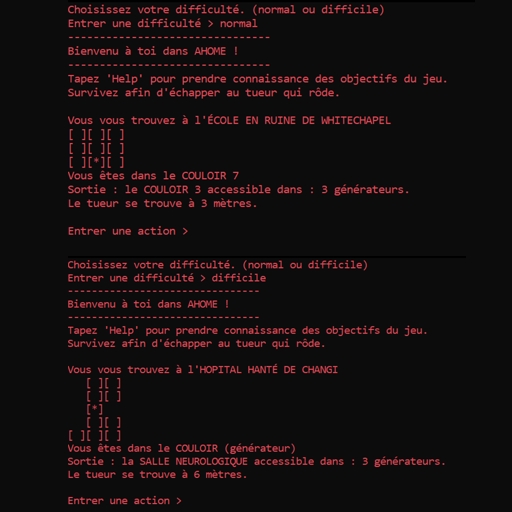 Choisissez votre difficulté. (normal ou difficile)
Entrer une difficulté > normal
-------------------------------
Bienvenu à toi dans AHOME !
-------------------------------
Tapez 'Help' pour prendre connaissance des objectifs du jeu.
Survivez afin d'échapper au tueur qui rôde.
Vous vous trouvez à l'ÉCOLE EN RUINE DE WHITECHAPEL
[ ][ ][ ]
[ ][ ][ ]
[ ][*][ ]
Vous êtes dans le COULOIR 7
Sortie : le COULOIR 3 accessible dans : 3 générateurs.
Le tueur se trouve à 3 mètres.
Entrer une action >
Choisissez votre difficulté. (normal ou difficile)
Entrer une difficulté > difficile
--------------------------------
Bienvenu à toi dans AHOME !
--------------------------------
Tapez 'Help' pour prendre connaissance des objectifs du jeu.
Survivez afin d'échapper au tueur qui rôde.
Vous vous trouvez à l'HOPITAL HANTÉ DE CHANGI
   [ ][ ]
   [ ][ ]
   [*]
   [ ][ ]
[ ][ ][ ]
Vous êtes dans le COULOIR (générateur)
Sortie : la SALLE NEUROLOGIQUE accessible dans : 3 générateurs.
Le tueur se trouve à 6 mètres.
Entrer une action >